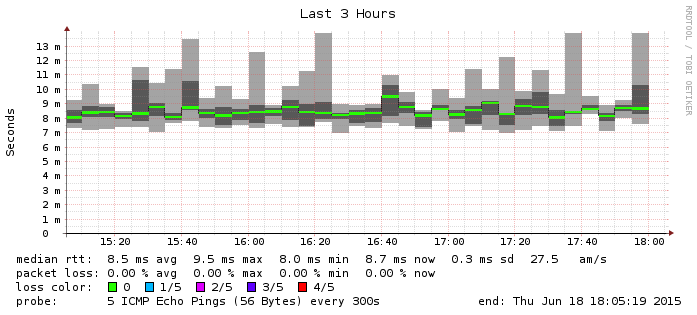 Last 3 Hours
RRDTOOL / TOBI OETIKER
Seconds
13 m
12 m
11 m
10 m
9 m
8 m
7 m
6 m
5 m
4 m
3 m
2 m
1 m
0
15:20 15:40 16:00 16:20 16:40 17:00 17:20 17:40 18:00
median rtt: 8.5 ms avg 9.5 ms max 8.0 ms min 8.7 ms now 0.3 ms sd 27.5 am/s
packet loss: 0.00 % avg 0.00 % max 0.00 % min 0.00 % now
loss color: 0 1/5 2/5 3/5 4/5
probe: 5 ICMP Echo Pings (56 Bytes) every 300s end: Thu Jun 18 18:05:19 2015